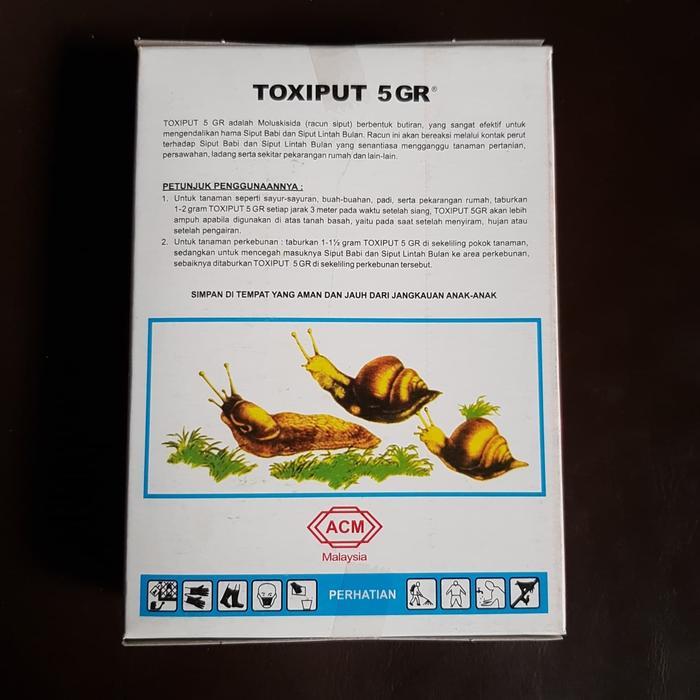 TOXIPUT 5GR®
TOXIPUT 5 GR adalah Moluskisida (racun siput) berbentuk butiran, yang sangat efektif untuk
mengendalikan hama Siput Babi dan Siput Lintah Bulan. Racun ini akan bereaksi melalui kontak perut
terhadap Siput Babi dan Siput Lintah Bulan yang senantiasa menggangu tanaman pertanian,
persawahan, ladang serta sekitar pekarangan rumah dan lain-lain.
PETUNJUK PENGGUNAANNYA :
1. Untuk tanaman seperti sayur-sayuran, buah-buahan, padi, serta pekarangan rumah, taburkan
1-2 gram TOXIPUT 5 GR setiap jarak 3 meter pada waktu setelah siang, TOXIPUT 5GR akan lebih
ampuh apabila digunakan di atas tanah basah, yaitu pada saat setelah menyiram, hujan atau
setelah pengairan.
2. Untuk tanaman perkebunan : taburkan 1-1½ gram TOXIPUT 5 GR di sekeliling pokok tanaman,
sedangkan untuk mencegah masuknya Siput Babi dan Siput Lintah Bulan ke area perkebunan,
sebaiknya ditaburkan TOXIPUT 5GR di sekeliling perkebunan tersebut.
SIMPAN DI TEMPAT YANG AMAN DAN JAUH DARI JANGKAUAN ANAK-ANAK
ACM
Malaysia
PERHATIAN